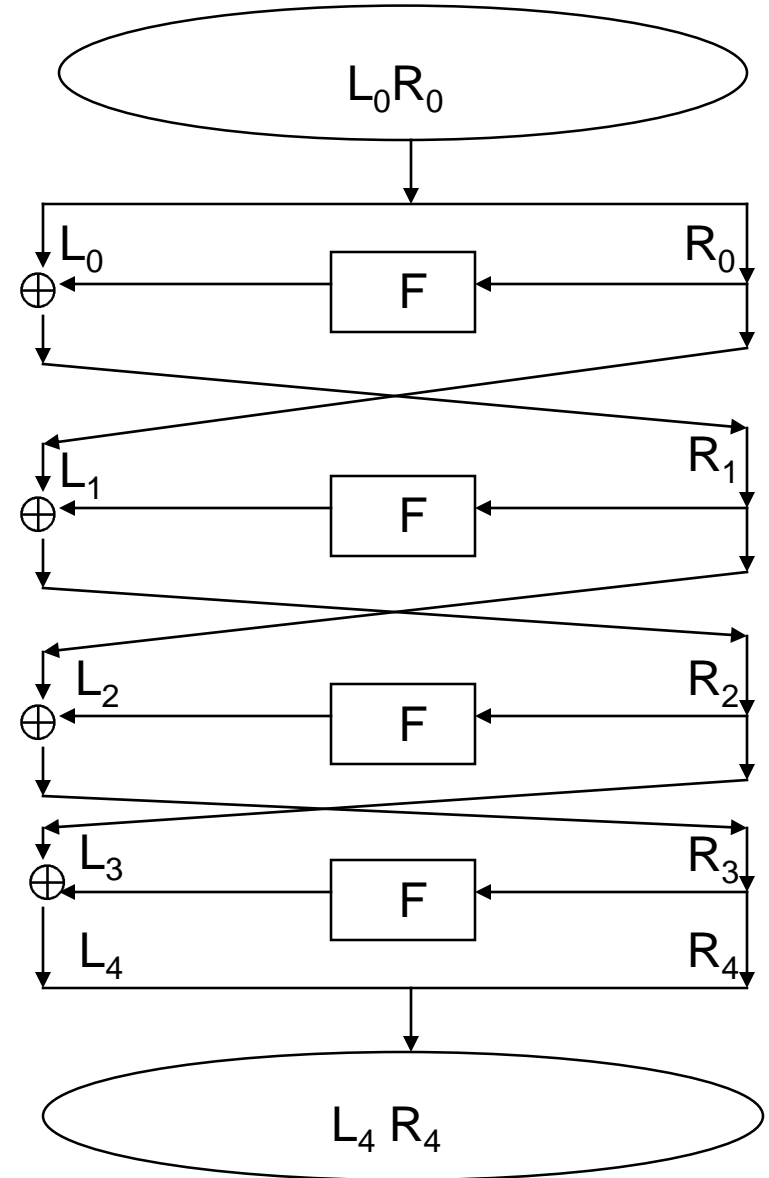 L₀R₀
L₀ R₀
F
L₁ R₁
F
L₂ R₂
F
L₃ R₃
F
L₄ R₄
L₄ R₄